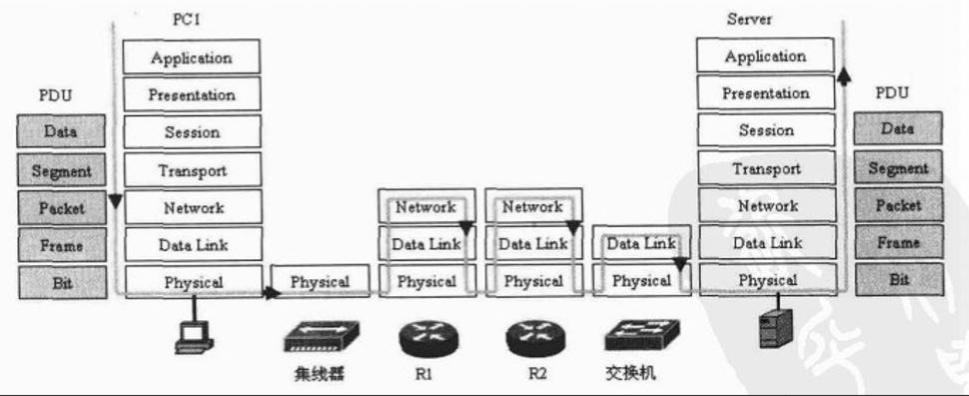 PC1
Server
Application
Application
PDU
Presentation
Presentation
PDU
Data
Session
Session
Data
Segment
Transport
Transport
Segment
Packet
Network
Network
Network
Network
Packet
Frame
Data Link
Data Link
Data Link
Data Link
Data Link
Frame
Bit
Physical
Physical
Physical
Physical
Physical
Physical
Bit
集线器
R1
R2
交换机